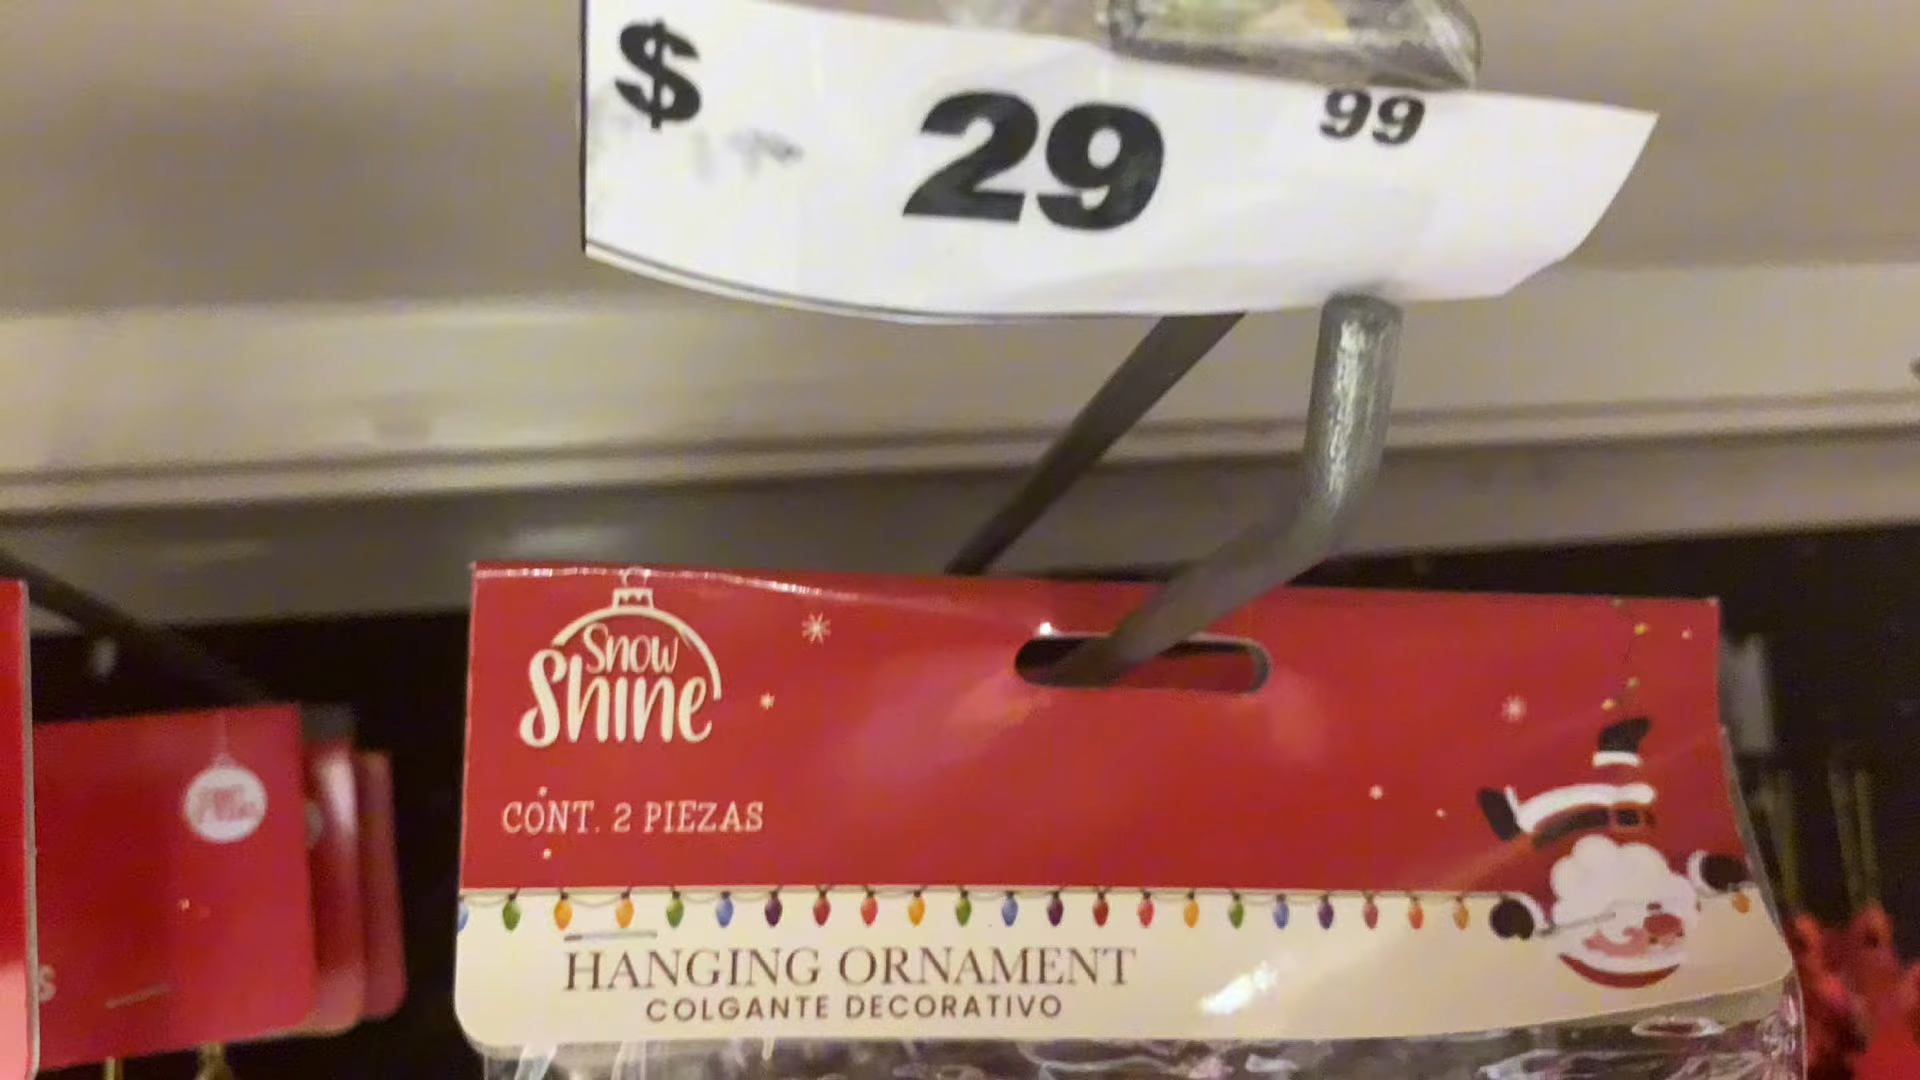 $ 29 99
Snow
Shine
CONT. 2 PIEZAS
HANGING ORNAMENT
COLGANTE DECORATIVO